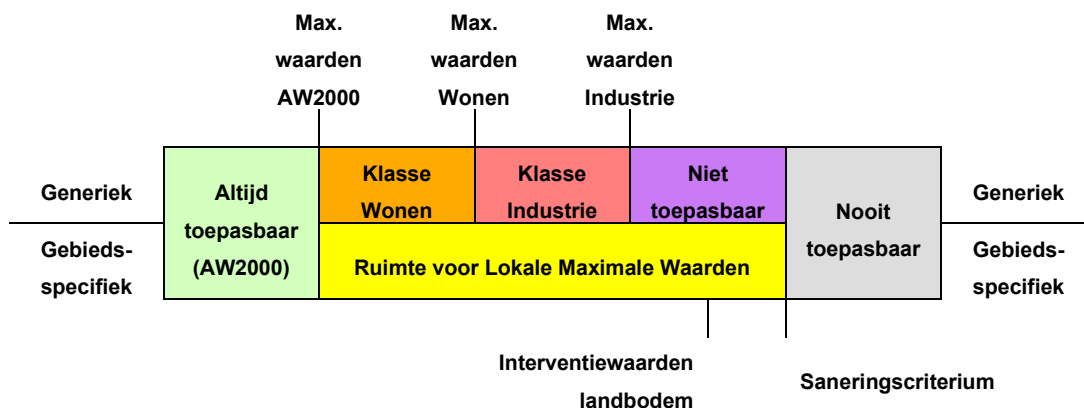 Max.
waarden
AW2000
Max.
waarden
Wonen
Max.
waarden
Industrie
Generiek
Gebieds-
specifiek
Altijd
toepasbaar
(AW2000)
Klasse
Wonen
Klasse
Industrie
Niet
toepasbaar
Ruimte voor Lokale Maximale Waarden
Nooit
toepasbaar
Generiek
Gebieds-
specifiek
Interventiewaarden
landbodem
Saneringscriterium